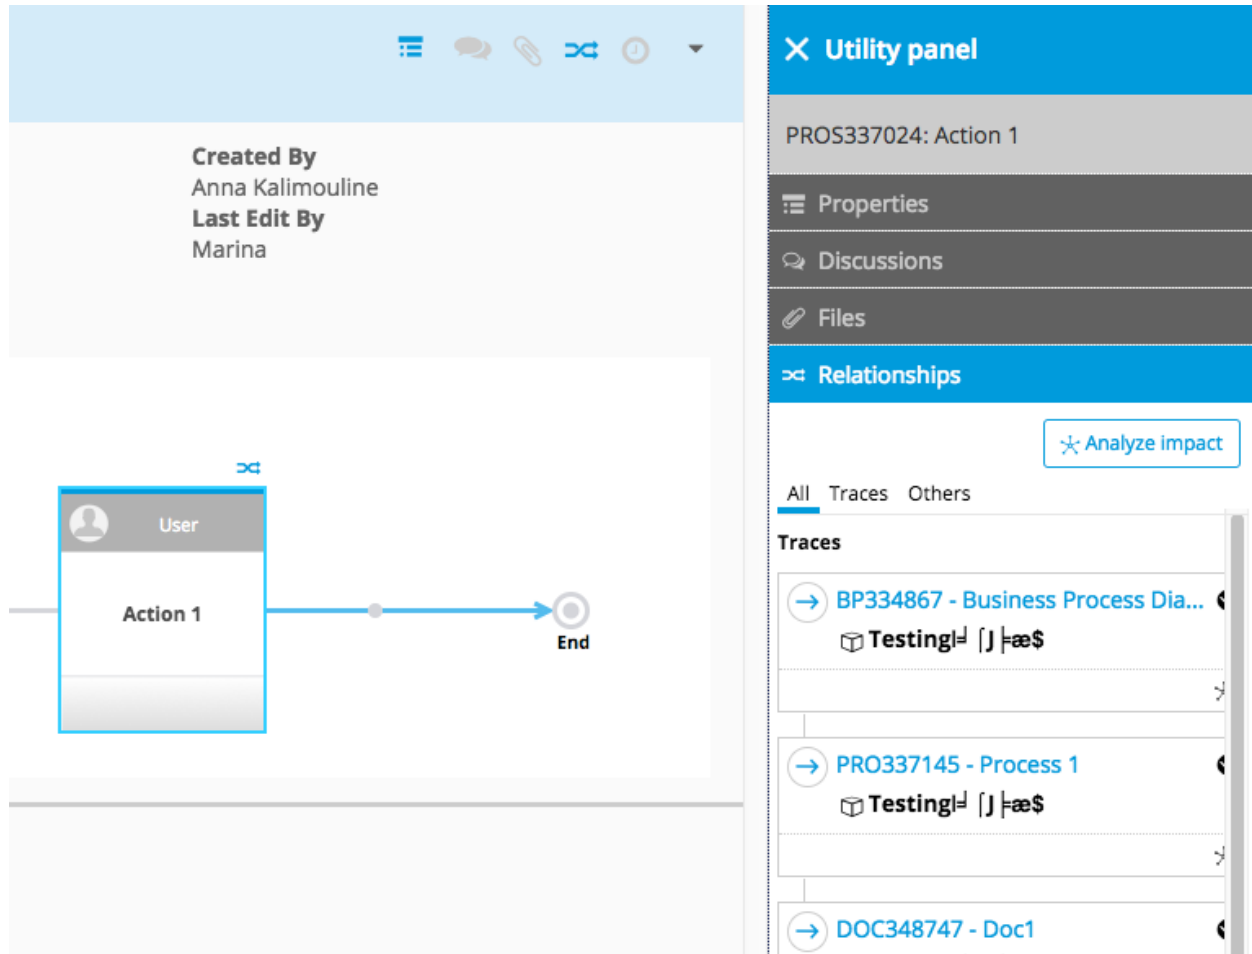 Created By
Anna Kalimouline
Last Edit By
Marina
User
Action 1
End
Utility panel
PROS337024: Action 1
Properties
Discussions
Files
Relationships
Analyze impact
All Traces Others
Traces
BP334867 - Business Process Dia...
Testing╞╛⌠J╞æ$
PRO337145 - Process 1
Testing╞╛⌠J╞æ$
DOC348747 - Doc1